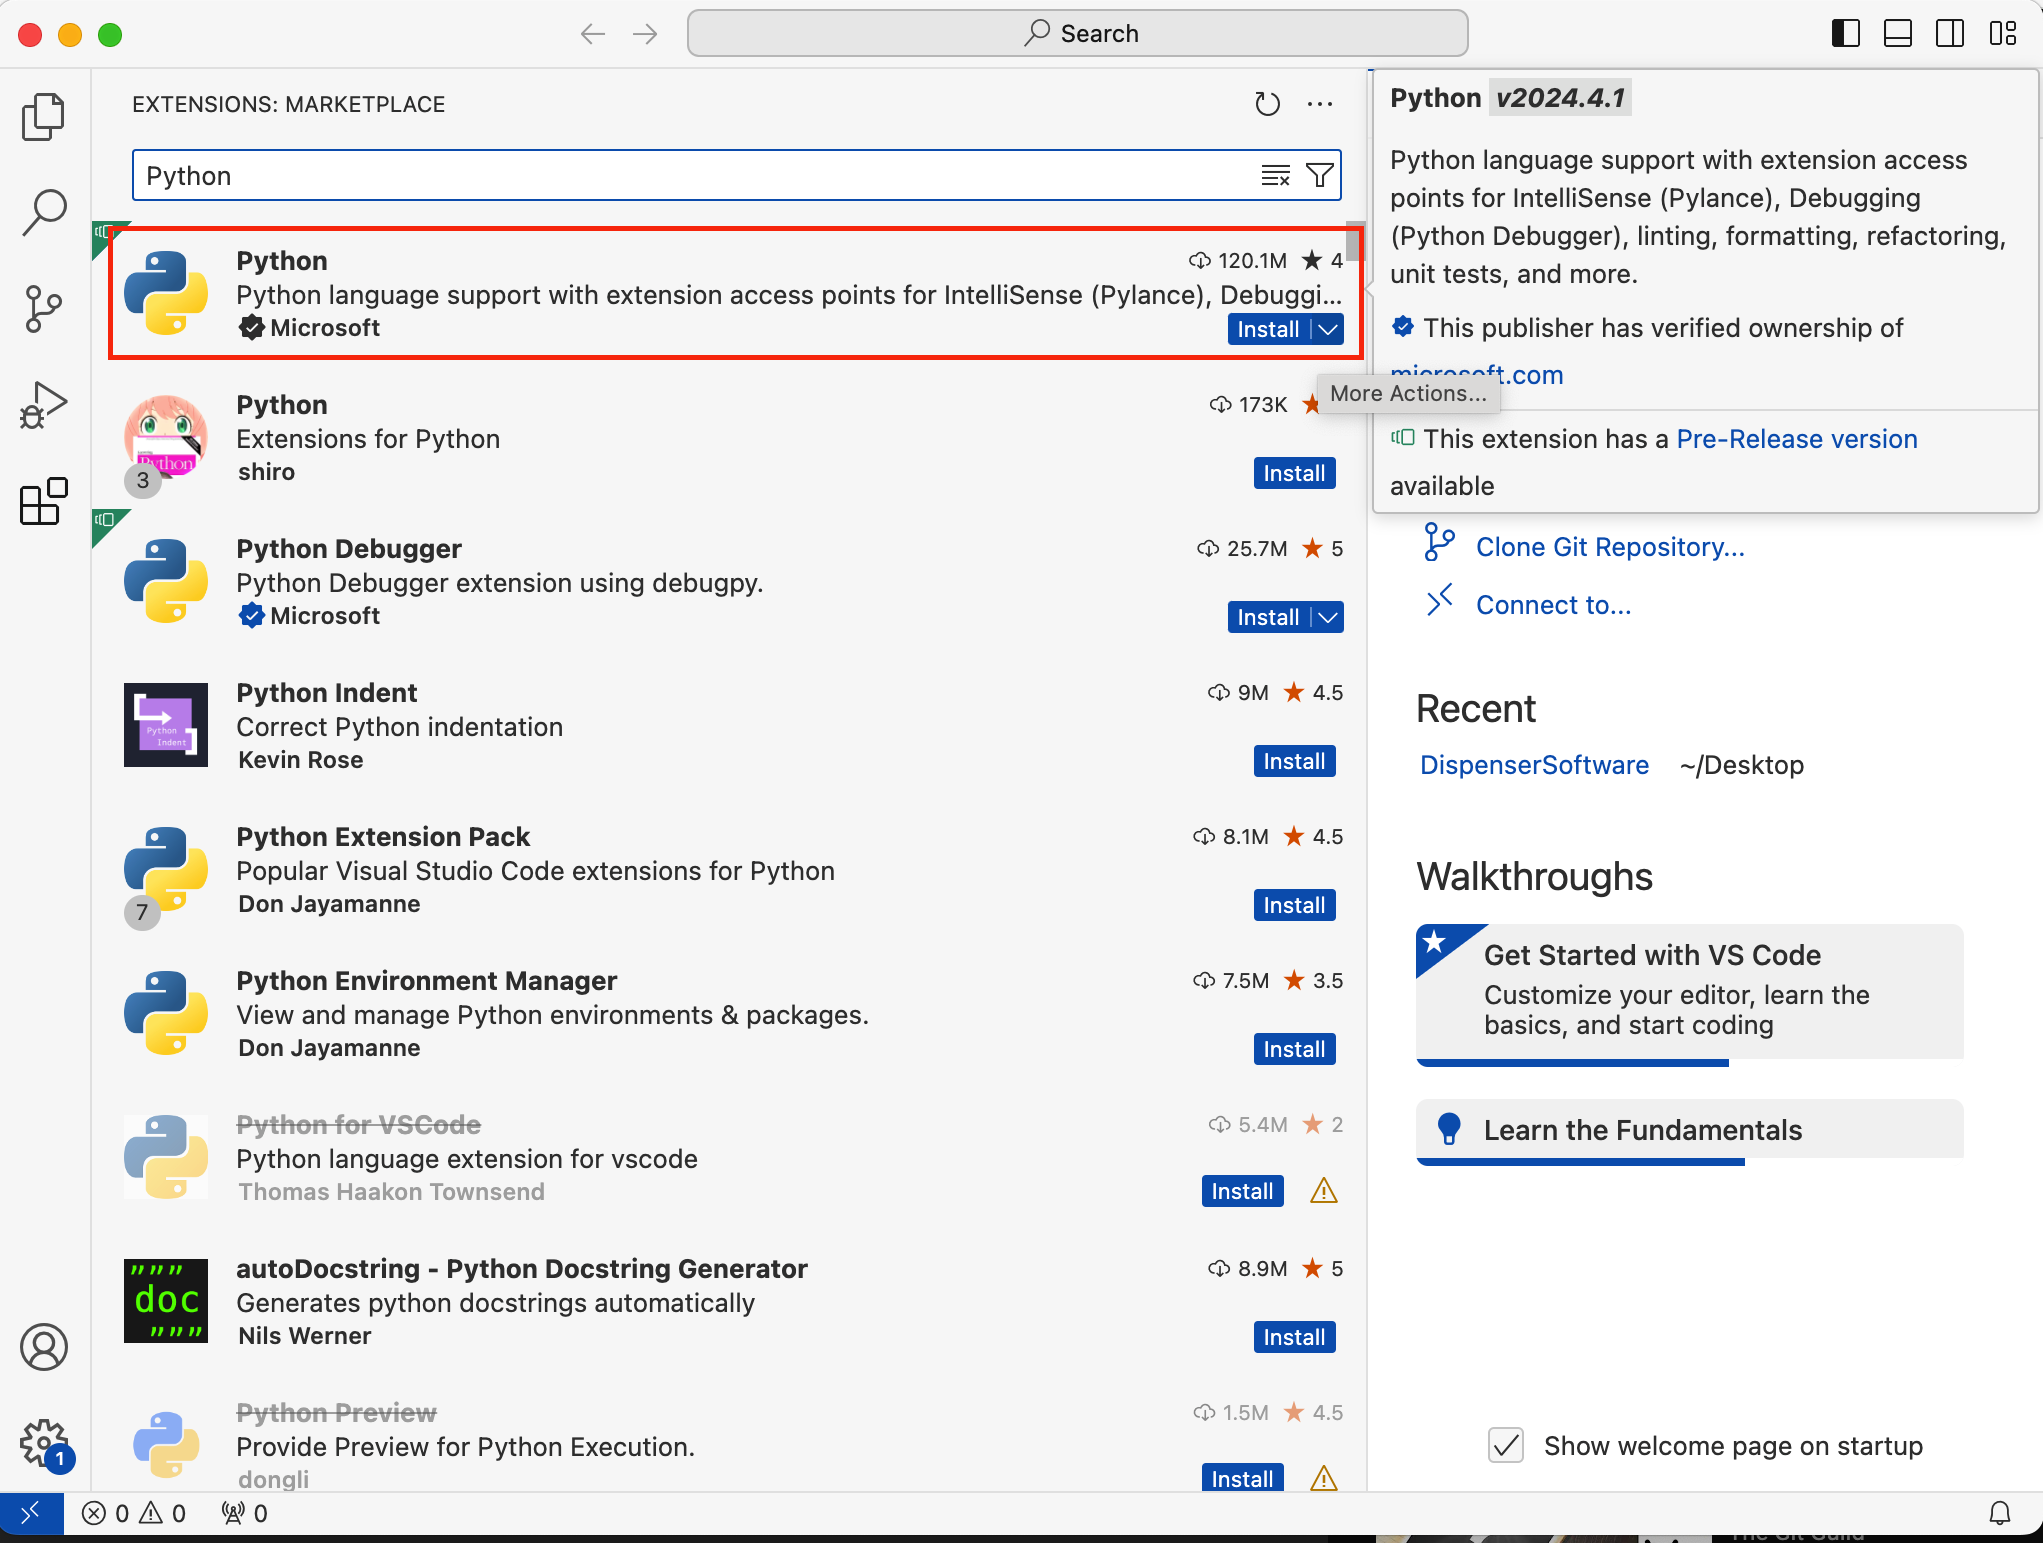 Search
EXTENSIONS: MARKETPLACE
Python
Python
120.1M
4
Python language support with extension access points for IntelliSense (Pylance), Debuggi...
Microsoft
Install
Python
173K
Extensions for Python
shiro
Install
Python
3
Python Debugger
25.7M
5
Python Debugger extension using debugpy.
Microsoft
Install
Python Indent
9M
4.5
Correct Python indentation
Kevin Rose
Install
Python
Indent
Python Extension Pack
8.1M
4.5
Popular Visual Studio Code extensions for Python
Don Jayamanne
Install
7
Python Environment Manager
7.5M
3.5
View and manage Python environments & packages.
Don Jayamanne
Install
Python for VSCode
5.4M
2
Python language extension for vscode
Thomas Haakon Townsend
Install
autoDocstring - Python Docstring Generator
8.9M
5
Generates python docstrings automatically
Nils Werner
Install
"""
doc
"""
Python Preview
1.5M
4.5
Provide Preview for Python Execution.
dongli
Install
1
0
0
0
Python v2024.4.1
Python language support with extension access
points for IntelliSense (Pylance), Debugging
(Python Debugger), linting, formatting, refactoring,
unit tests, and more.
This publisher has verified ownership of
microsoft.com
More Actions...
This extension has a Pre-Release version
available
Clone Git Repository...
Connect to...
Recent
DispenserSoftware ~/Desktop
Walkthroughs
Get Started with VS Code
Customize your editor, learn the
basics, and start coding
Learn the Fundamentals
Show welcome page on startup